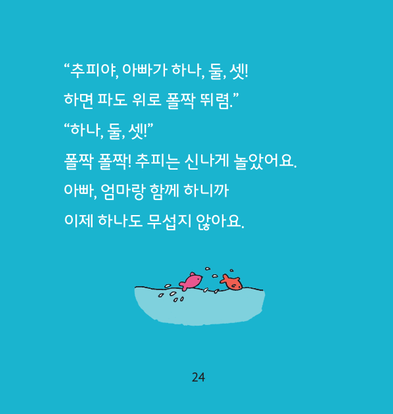 “추피야, 아빠가 하나, 둘, 셋!
하면 파도 위로 폴짝 뛰렴.”
“하나, 둘, 셋!”
폴짝 폴짝! 추피는 신나게 놀았어요.
아빠, 엄마랑 함께 하니까
이제 하나도 무섭지 않아요.
24